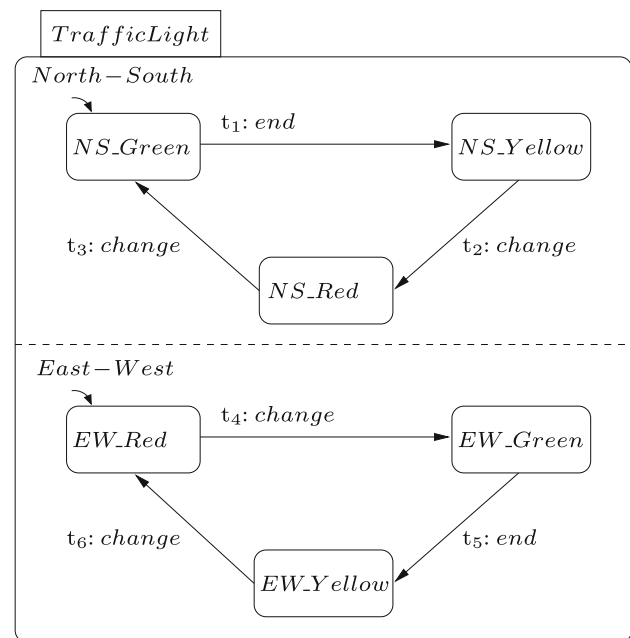 TrafficLight
North−South
t₁: end
NS_Green
NS_Yellow
t₃: change
t₂: change
NS_Red
East−West
t₄: change
EW_Red
EW_Green
t₆: change
t₅: end
EW_Yellow